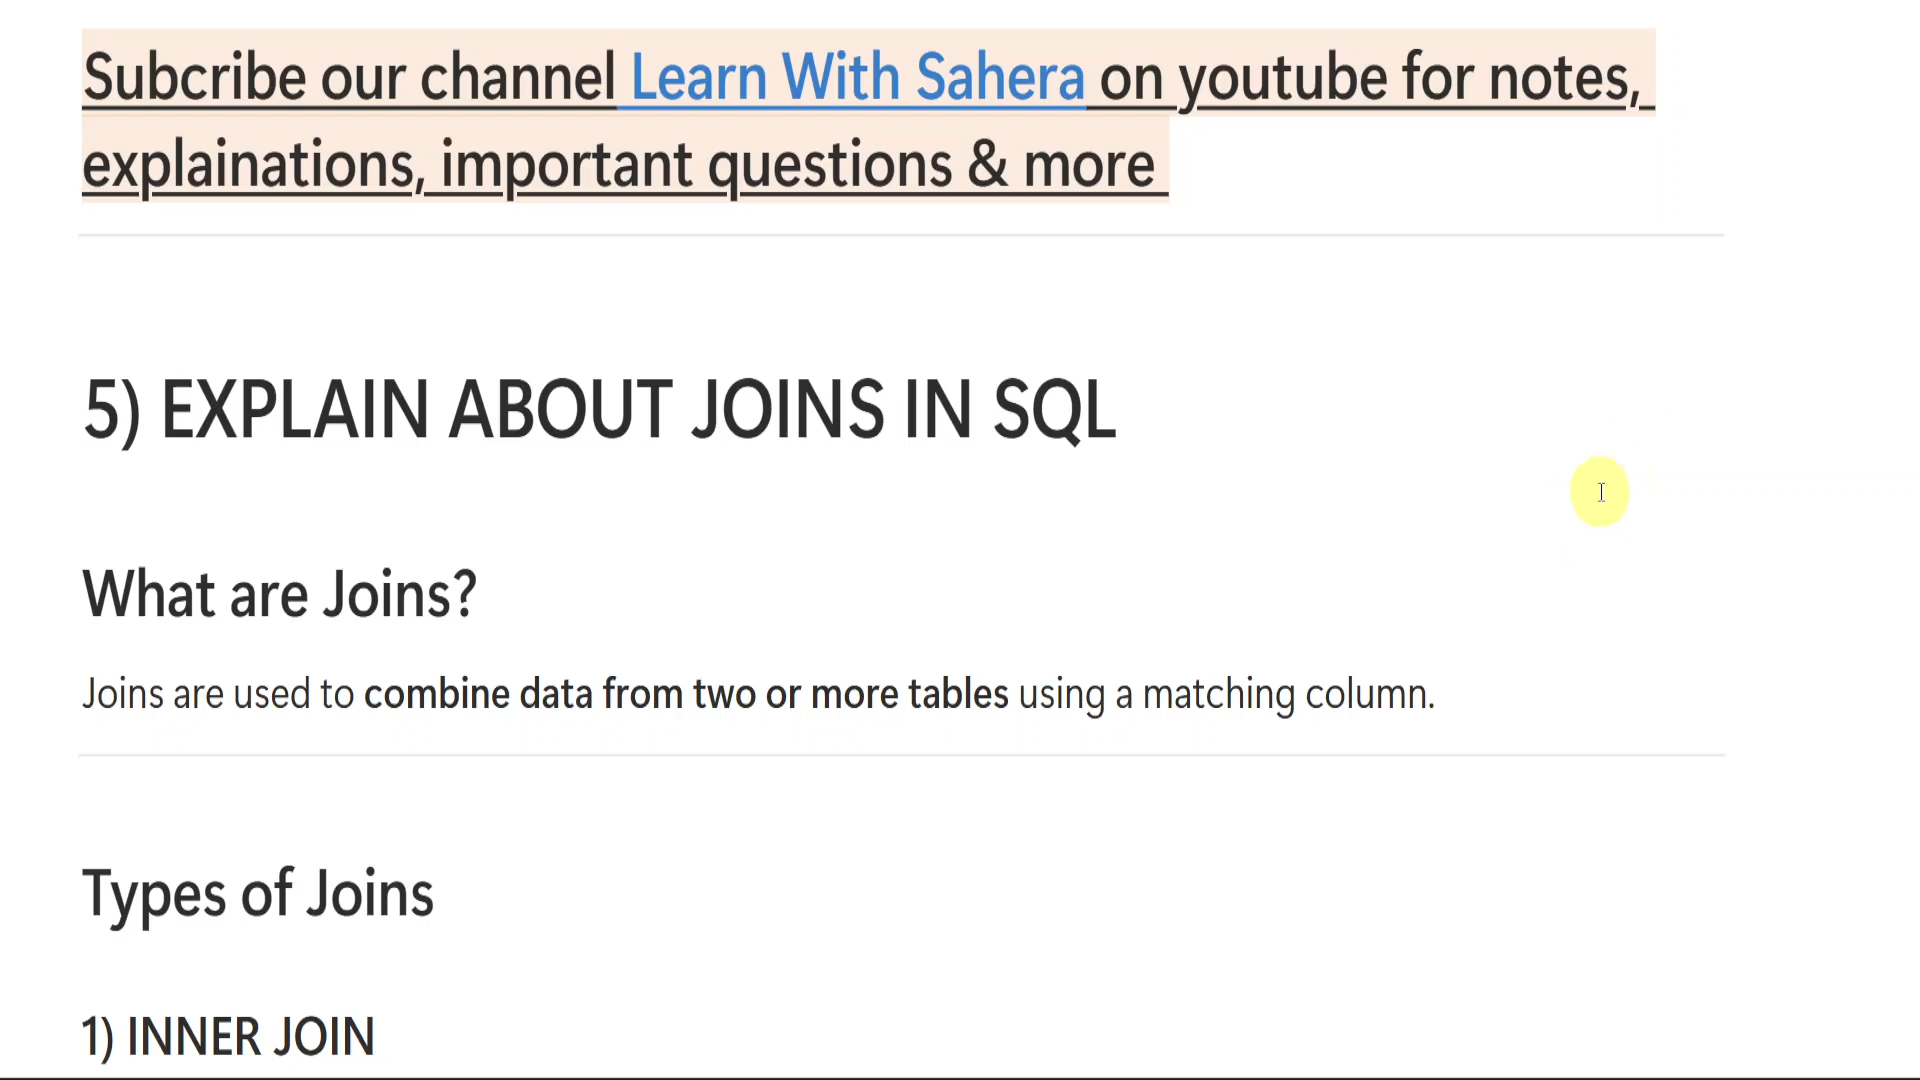 Subcribe our channel Learn With Sahera on youtube for notes,
explainations, important questions & more
5) EXPLAIN ABOUT JOINS IN SQL
What are Joins?
Joins are used to combine data from two or more tables using a matching column.
Types of Joins
1) INNER JOIN